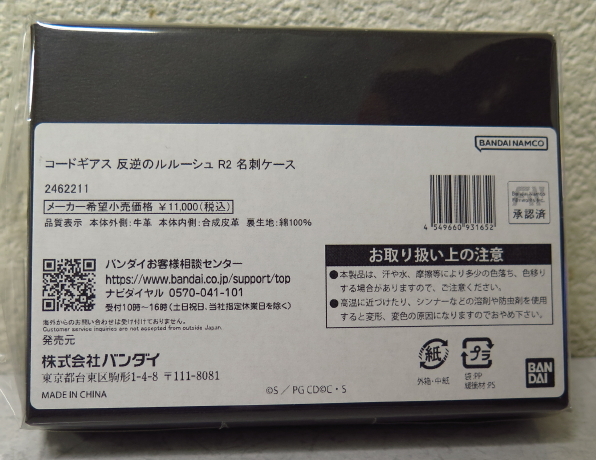 BANDAI NAMCO
コードギアス 反逆のルルーシュ R2 名刺ケース
2462211
メーカー希望小売価格 ¥11,000(税込)
品質表示 本体外側:牛革 本体内側:合成皮革 裏生地:綿100%
4 549660 931652
承認済
バンダイお客様相談センター
https://www.bandai.co.jp/support/top
ナビダイヤル 0570-041-101
受付10時~16時(土日祝日、当社指定休業日を除く)
海外からのお問い合わせは受け付けておりません。
Customer service inquiries are not accepted from outside Japan.
お取り扱い上の注意
●本製品は、汗や水、摩擦等により多少の色落ち、色移りする場合がありますので、ご注意ください。
●高温に近づけたり、シンナーなどの溶剤や防虫剤を使用すると変形、変色の原因になりますのでおやめ下さい。
発売元
株式会社バンダイ
東京都台東区駒形1-4-8 〒111-8081
MADE IN CHINA
©S/PG CD©C・S
紙
外箱・中紙
プラ
袋:PP
緩衝材:PS
BAN
DAI